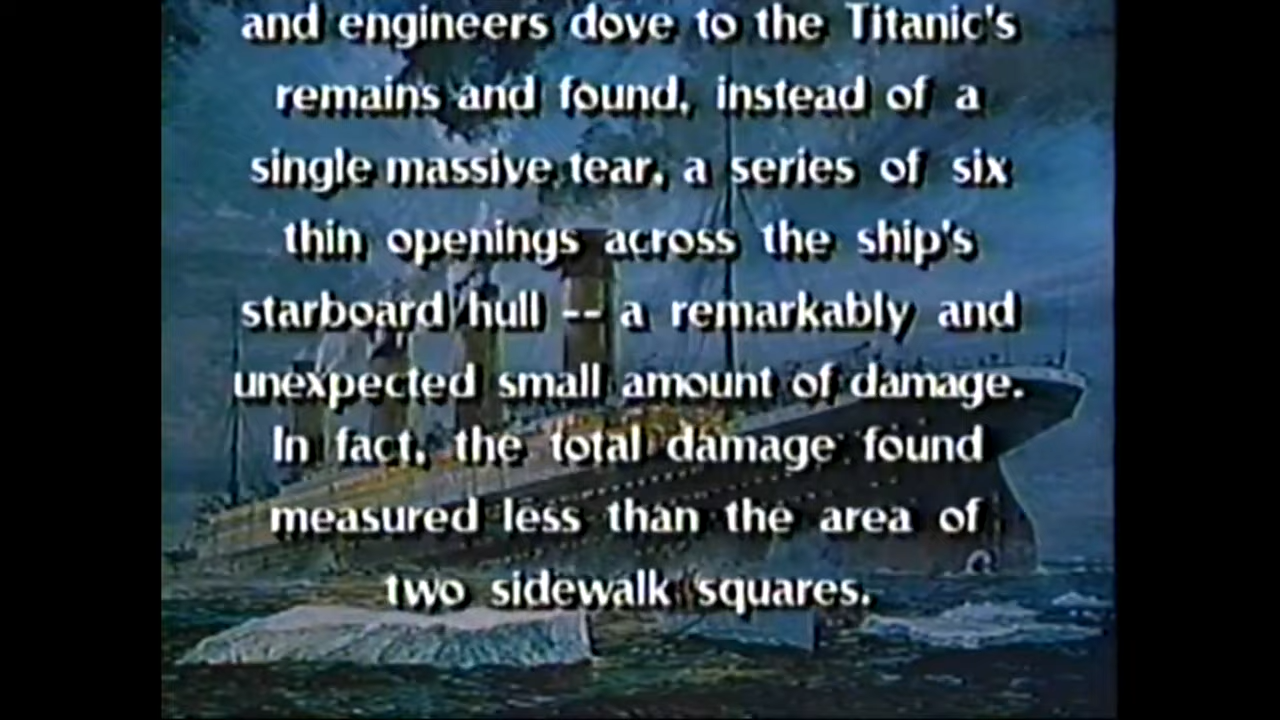 and engineers dove to the Titanic's
remains and found, instead of a
single massive tear, a series of six
thin openings across the ship's
starboard hull -- a remarkably and
unexpected small amount of damage.
In fact, the total damage found
measured less than the area of
two sidewalk squares.